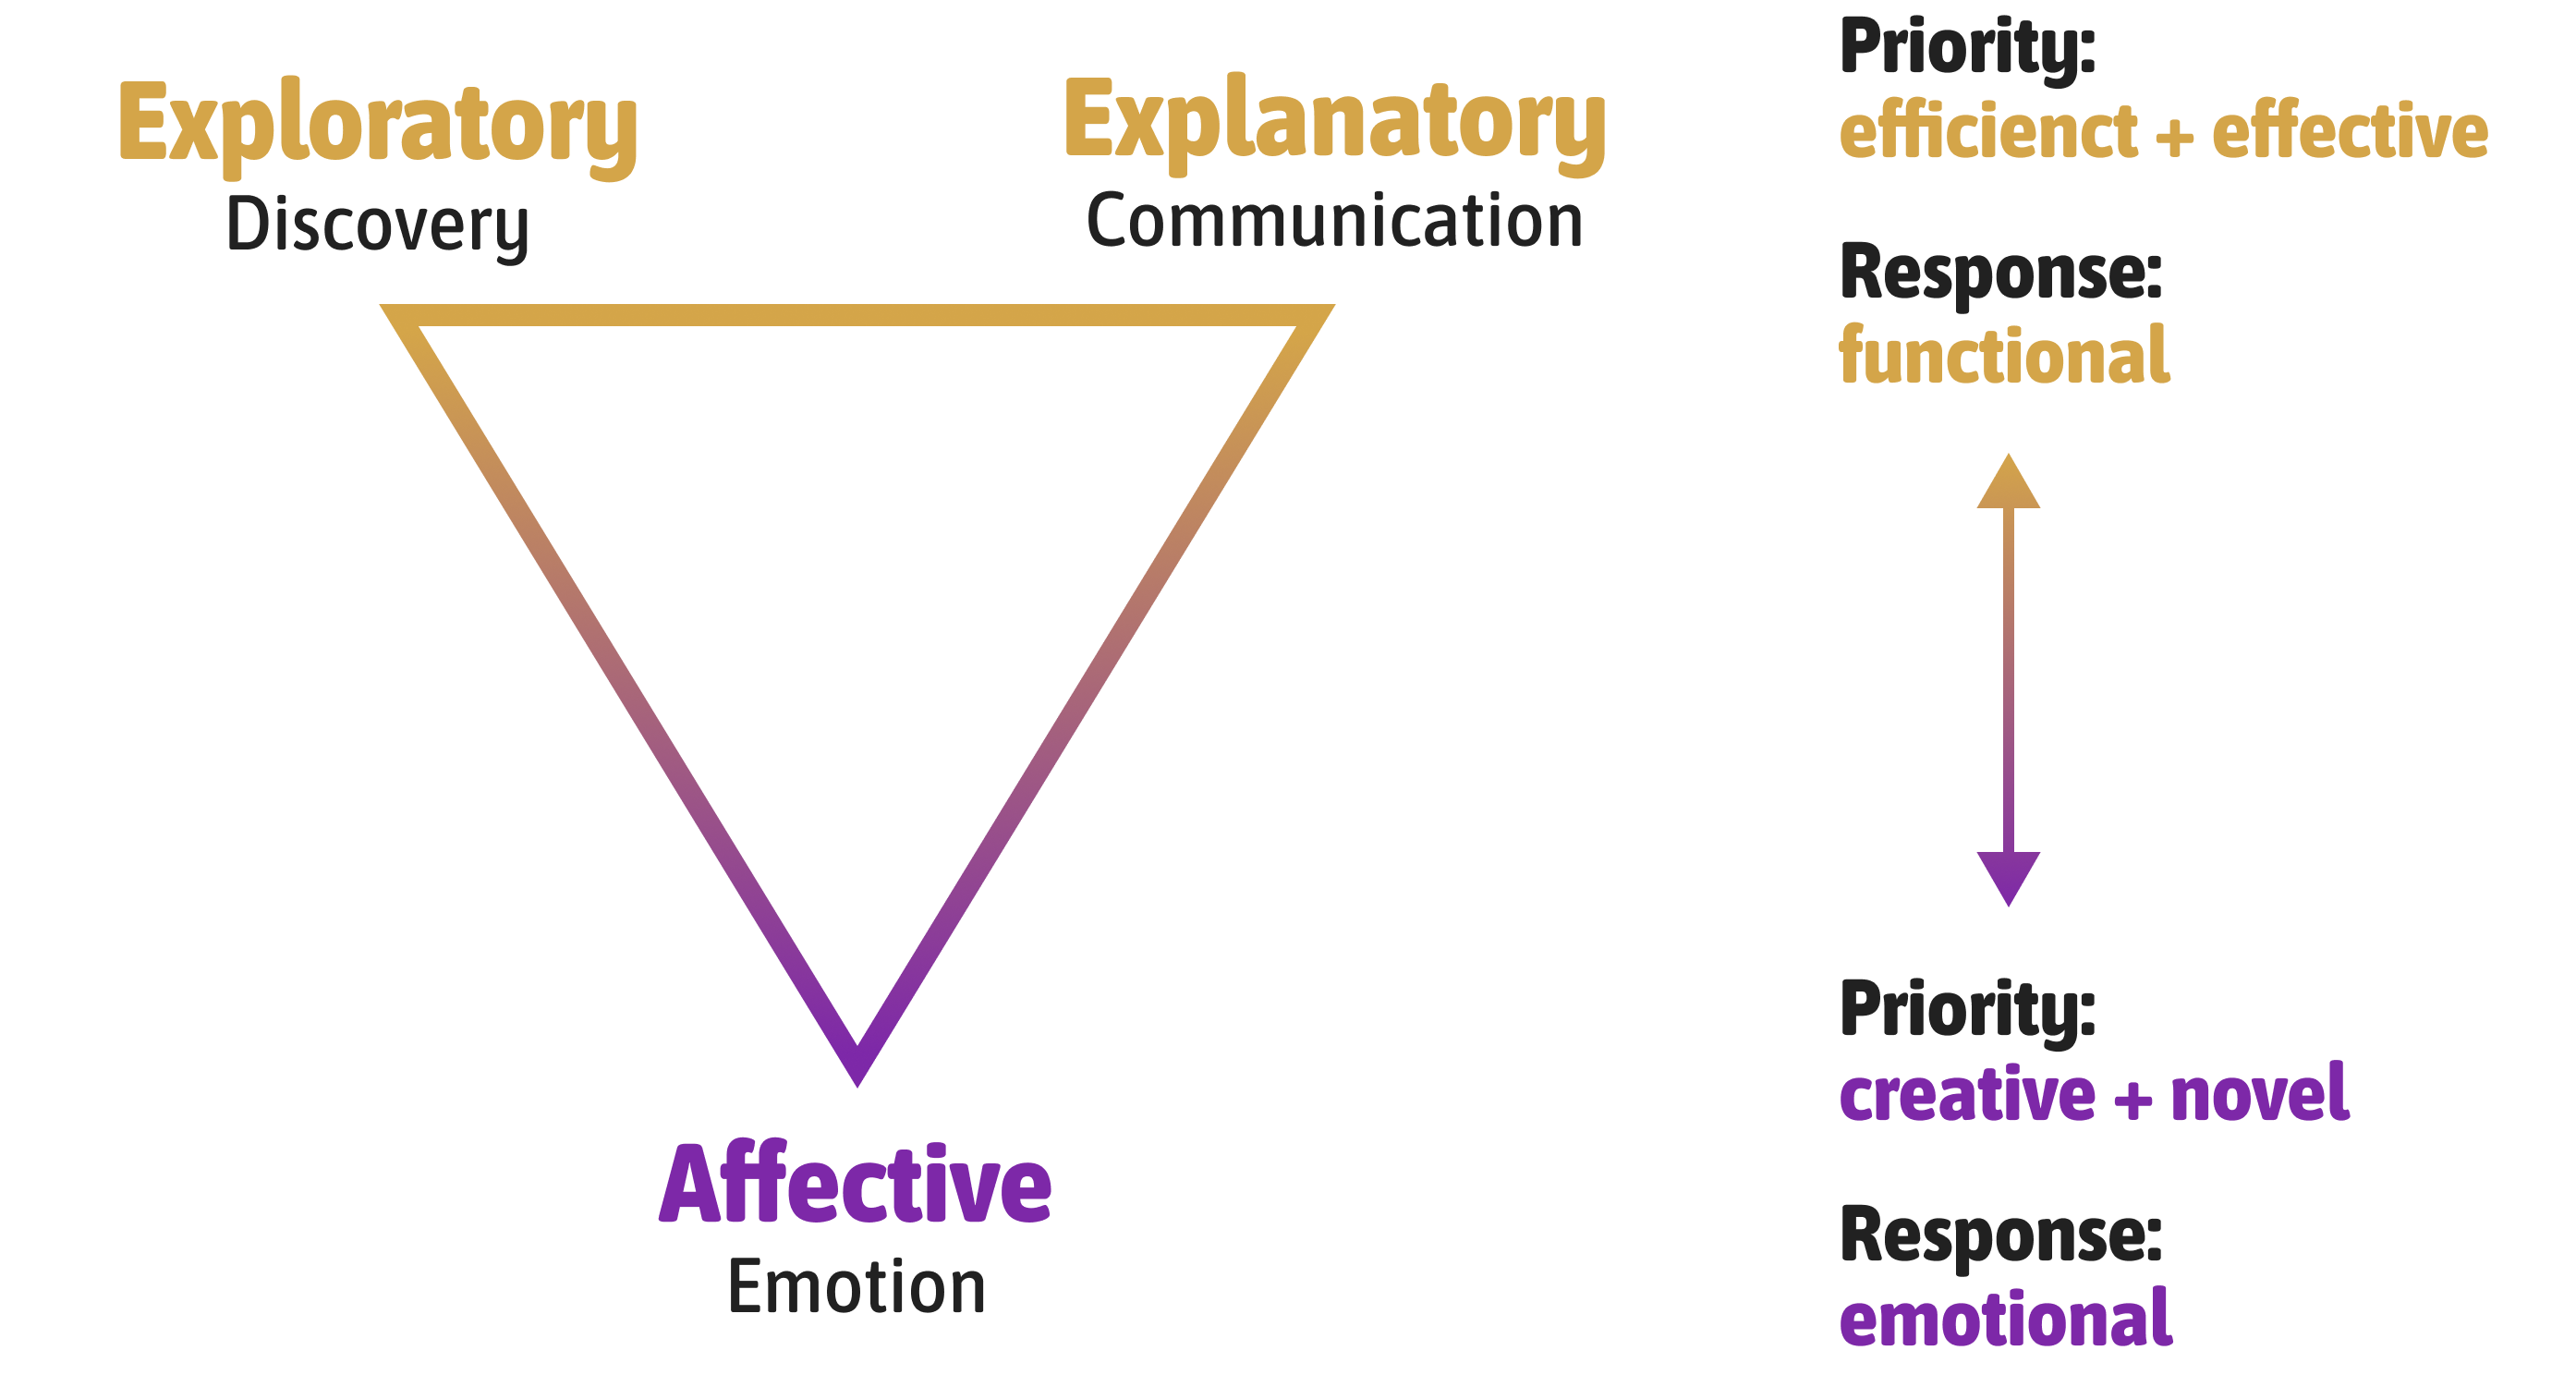 Exploratory
Discovery
Explanatory
Communication
Affective
Emotion
Priority:
efficienct + effective
Response:
functional
Priority:
creative + novel
Response:
emotional